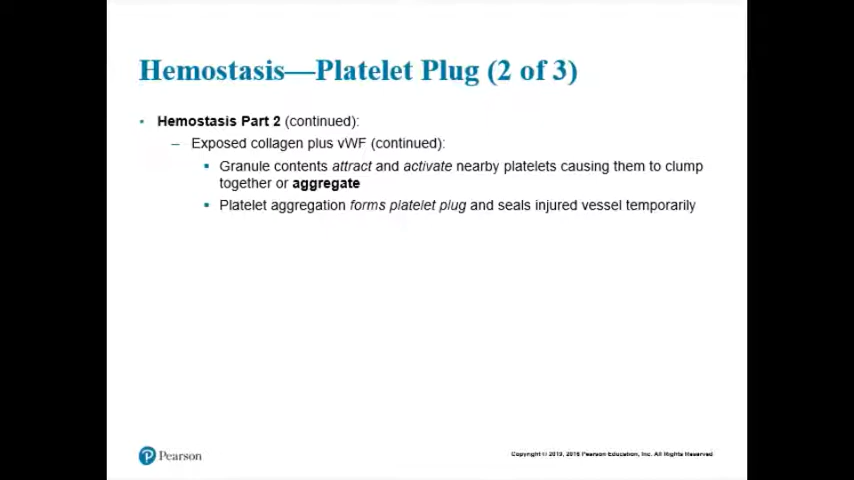 Hemostasis—Platelet Plug (2 of 3)
▪ Hemostasis Part 2 (continued):
– Exposed collagen plus vWF (continued):
▪ Granule contents attract and activate nearby platelets causing them to clump
together or aggregate
▪ Platelet aggregation forms platelet plug and seals injured vessel temporarily
P Pearson
Copyright © 2019, 2016 Pearson Education, Inc. All Rights Reserved